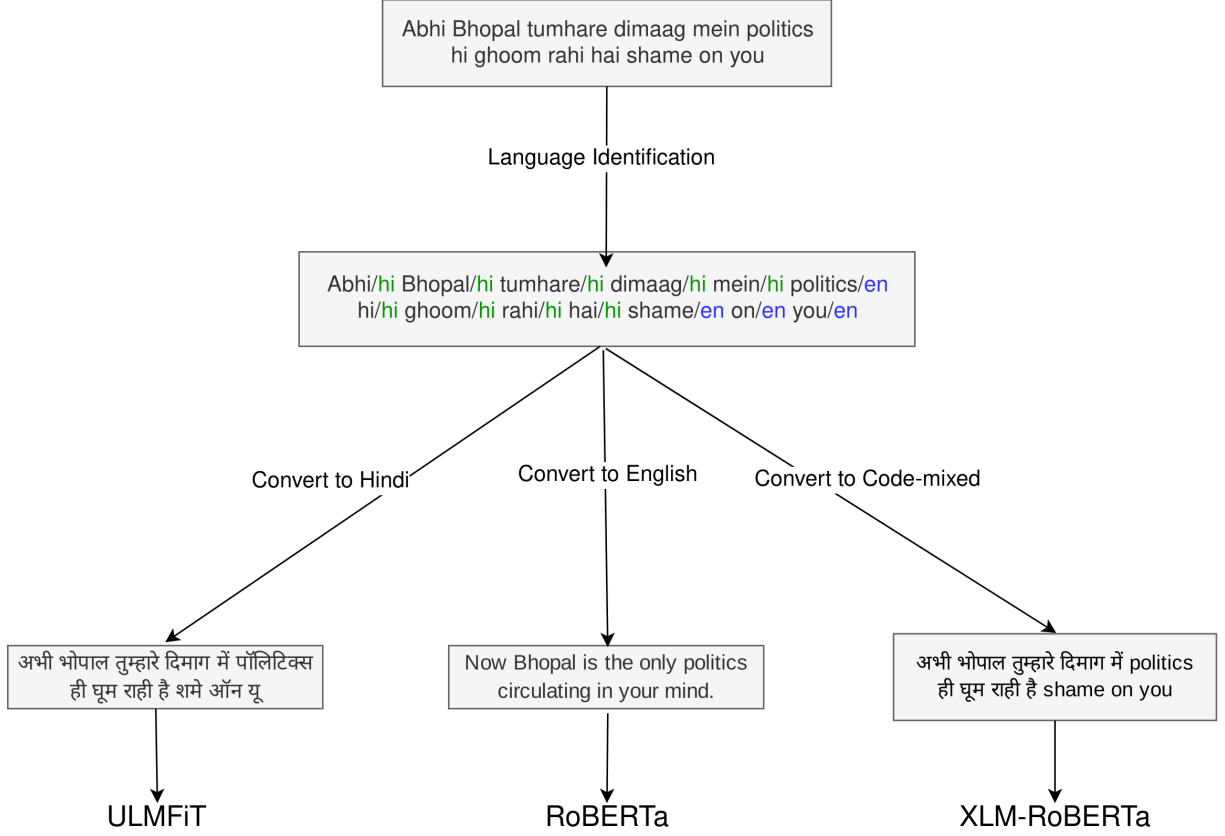 Abhi Bhopal tumhare dimaag mein politics
hi ghoom rahi hai shame on you
Language Identification
Abhi/hi Bhopal/hi tumhare/hi dimaag/hi mein/hi politics/en
hi/hi ghoom/hi rahi/hi hai/hi shame/en on/en you/en
Convert to Hindi
Convert to English
Convert to Code-mixed
अभी भोपाल तुम्हारे दिमाग में पॉलिटिक्स
ही घूम राही है शमे ऑन यू
Now Bhopal is the only politics
circulating in your mind.
अभी भोपाल तुम्हारे दिमाग में politics
ही घूम राही है shame on you
ULMFiT
RoBERTa
XLM-RoBERTa